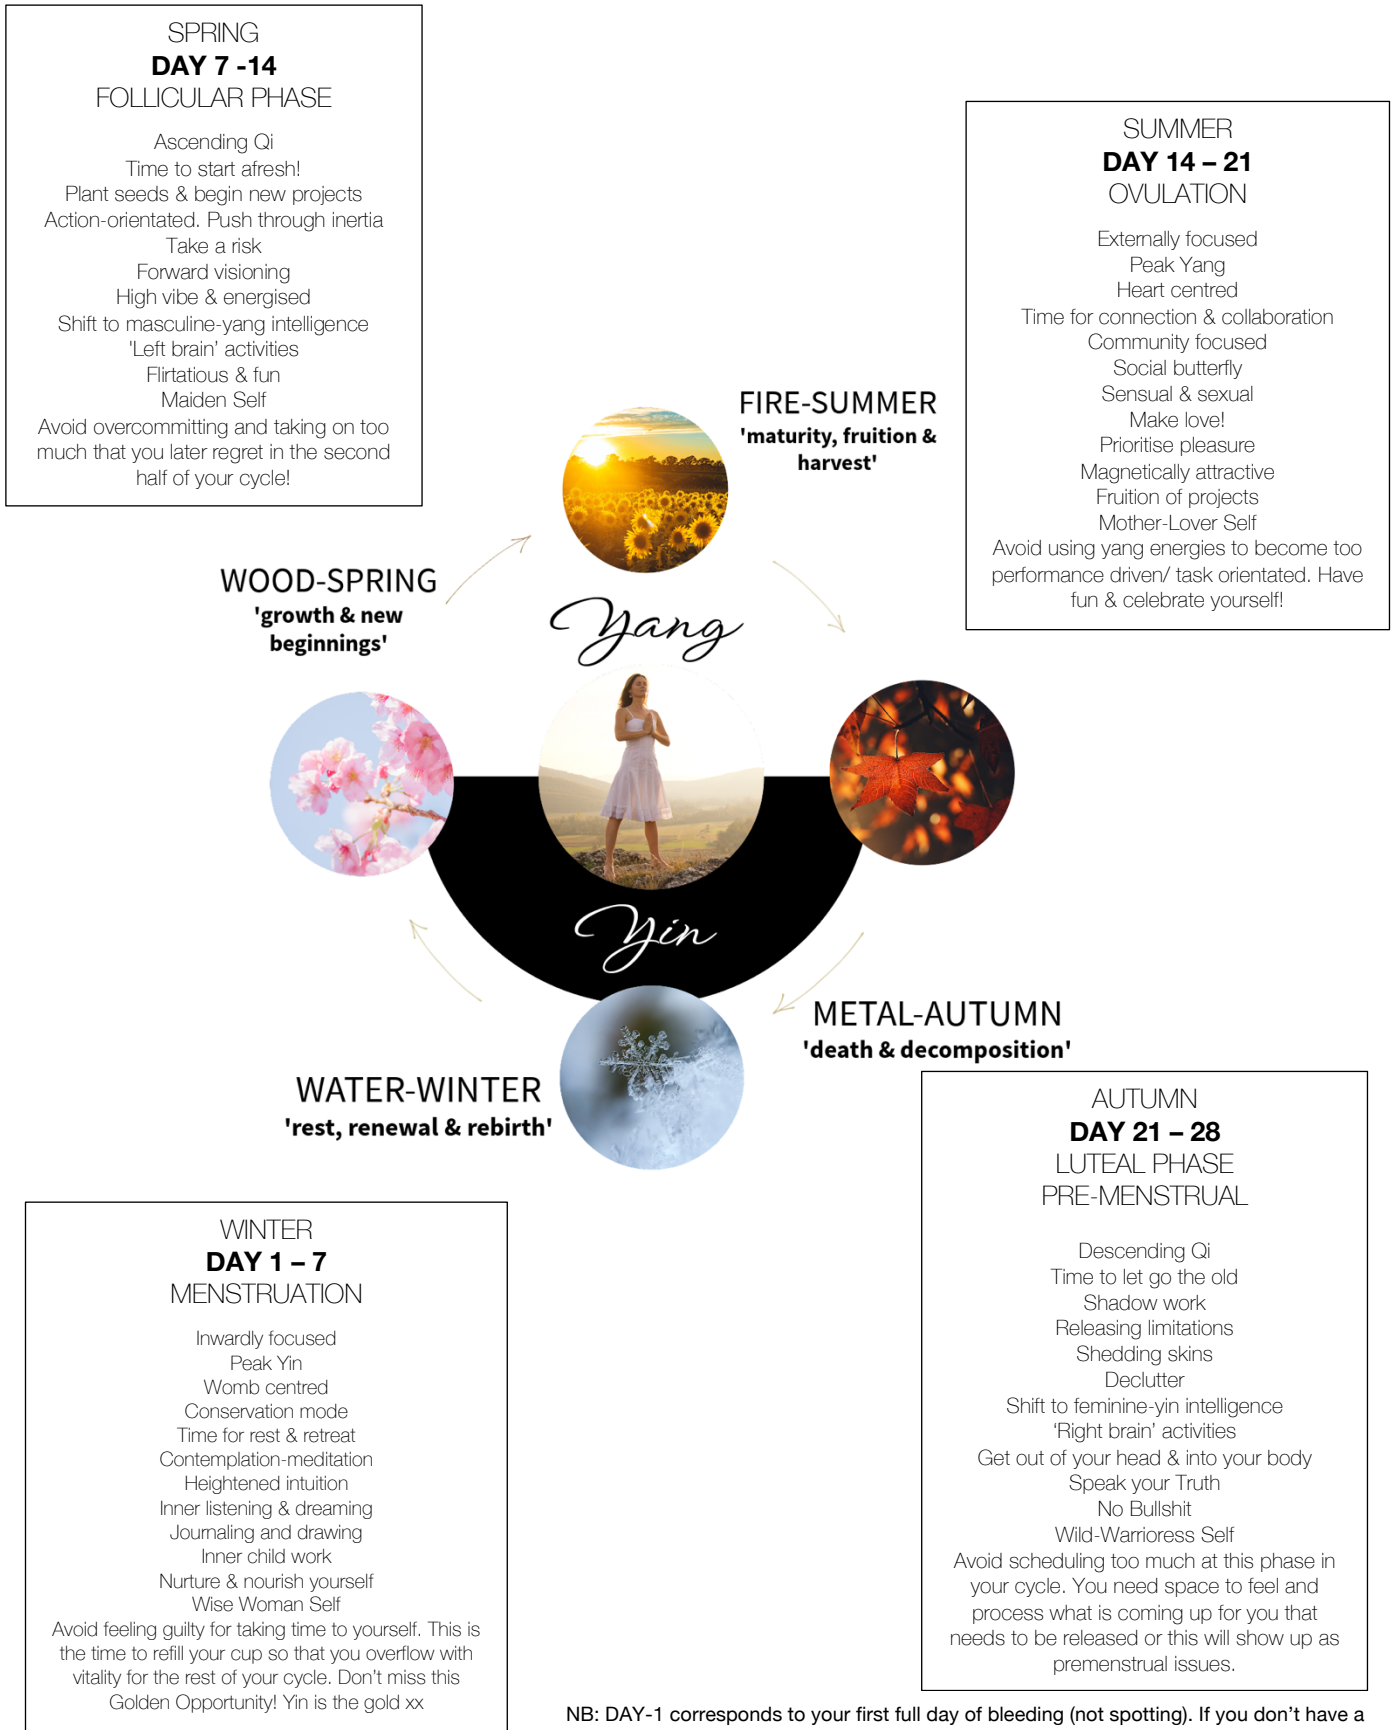 SPRING
DAY 7 -14
FOLLICULAR PHASE
Ascending Qi
Time to start afresh!
Plant seeds & begin new projects
Action-orientated. Push through inertia
Take a risk
Forward visioning
High vibe & energised
Shift to masculine-yang intelligence
'Left brain’ activities
Flirtatious & fun
Maiden Self
Avoid overcommitting and taking on too
much that you later regret in the second
half of your cycle!
SUMMER
DAY 14 – 21
OVULATION
Externally focused
Peak Yang
Heart centred
Time for connection & collaboration
Community focused
Social butterfly
Sensual & sexual
Make love!
Prioritise pleasure
Magnetically attractive
Fruition of projects
Mother-Lover Self
Avoid using yang energies to become too
performance driven/ task orientated. Have
fun & celebrate yourself!
FIRE-SUMMER
'maturity, fruition &
harvest'
WOOD-SPRING
'growth & new
beginnings'
Yang
Yin
METAL-AUTUMN
'death & decomposition'
WATER-WINTER
'rest, renewal & rebirth'
AUTUMN
DAY 21 – 28
LUTEAL PHASE
PRE-MENSTRUAL
Descending Qi
Time to let go the old
Shadow work
Releasing limitations
Shedding skins
Declutter
Shift to feminine-yin intelligence
‘Right brain’ activities
Get out of your head & into your body
Speak your Truth
No Bullshit
Wild-Warrioress Self
Avoid scheduling too much at this phase in
your cycle. You need space to feel and
process what is coming up for you that
needs to be released or this will show up as
premenstrual issues.
WINTER
DAY 1 – 7
MENSTRUATION
Inwardly focused
Peak Yin
Womb centred
Conservation mode
Time for rest & retreat
Contemplation-meditation
Heightened intuition
Inner listening & dreaming
Journaling and drawing
Inner child work
Nurture & nourish yourself
Wise Woman Self
Avoid feeling guilty for taking time to yourself. This is
the time to refill your cup so that you overflow with
vitality for the rest of your cycle. Don’t miss this
Golden Opportunity! Yin is the gold xx
NB: DAY-1 corresponds to your first full day of bleeding (not spotting). If you don’t have a